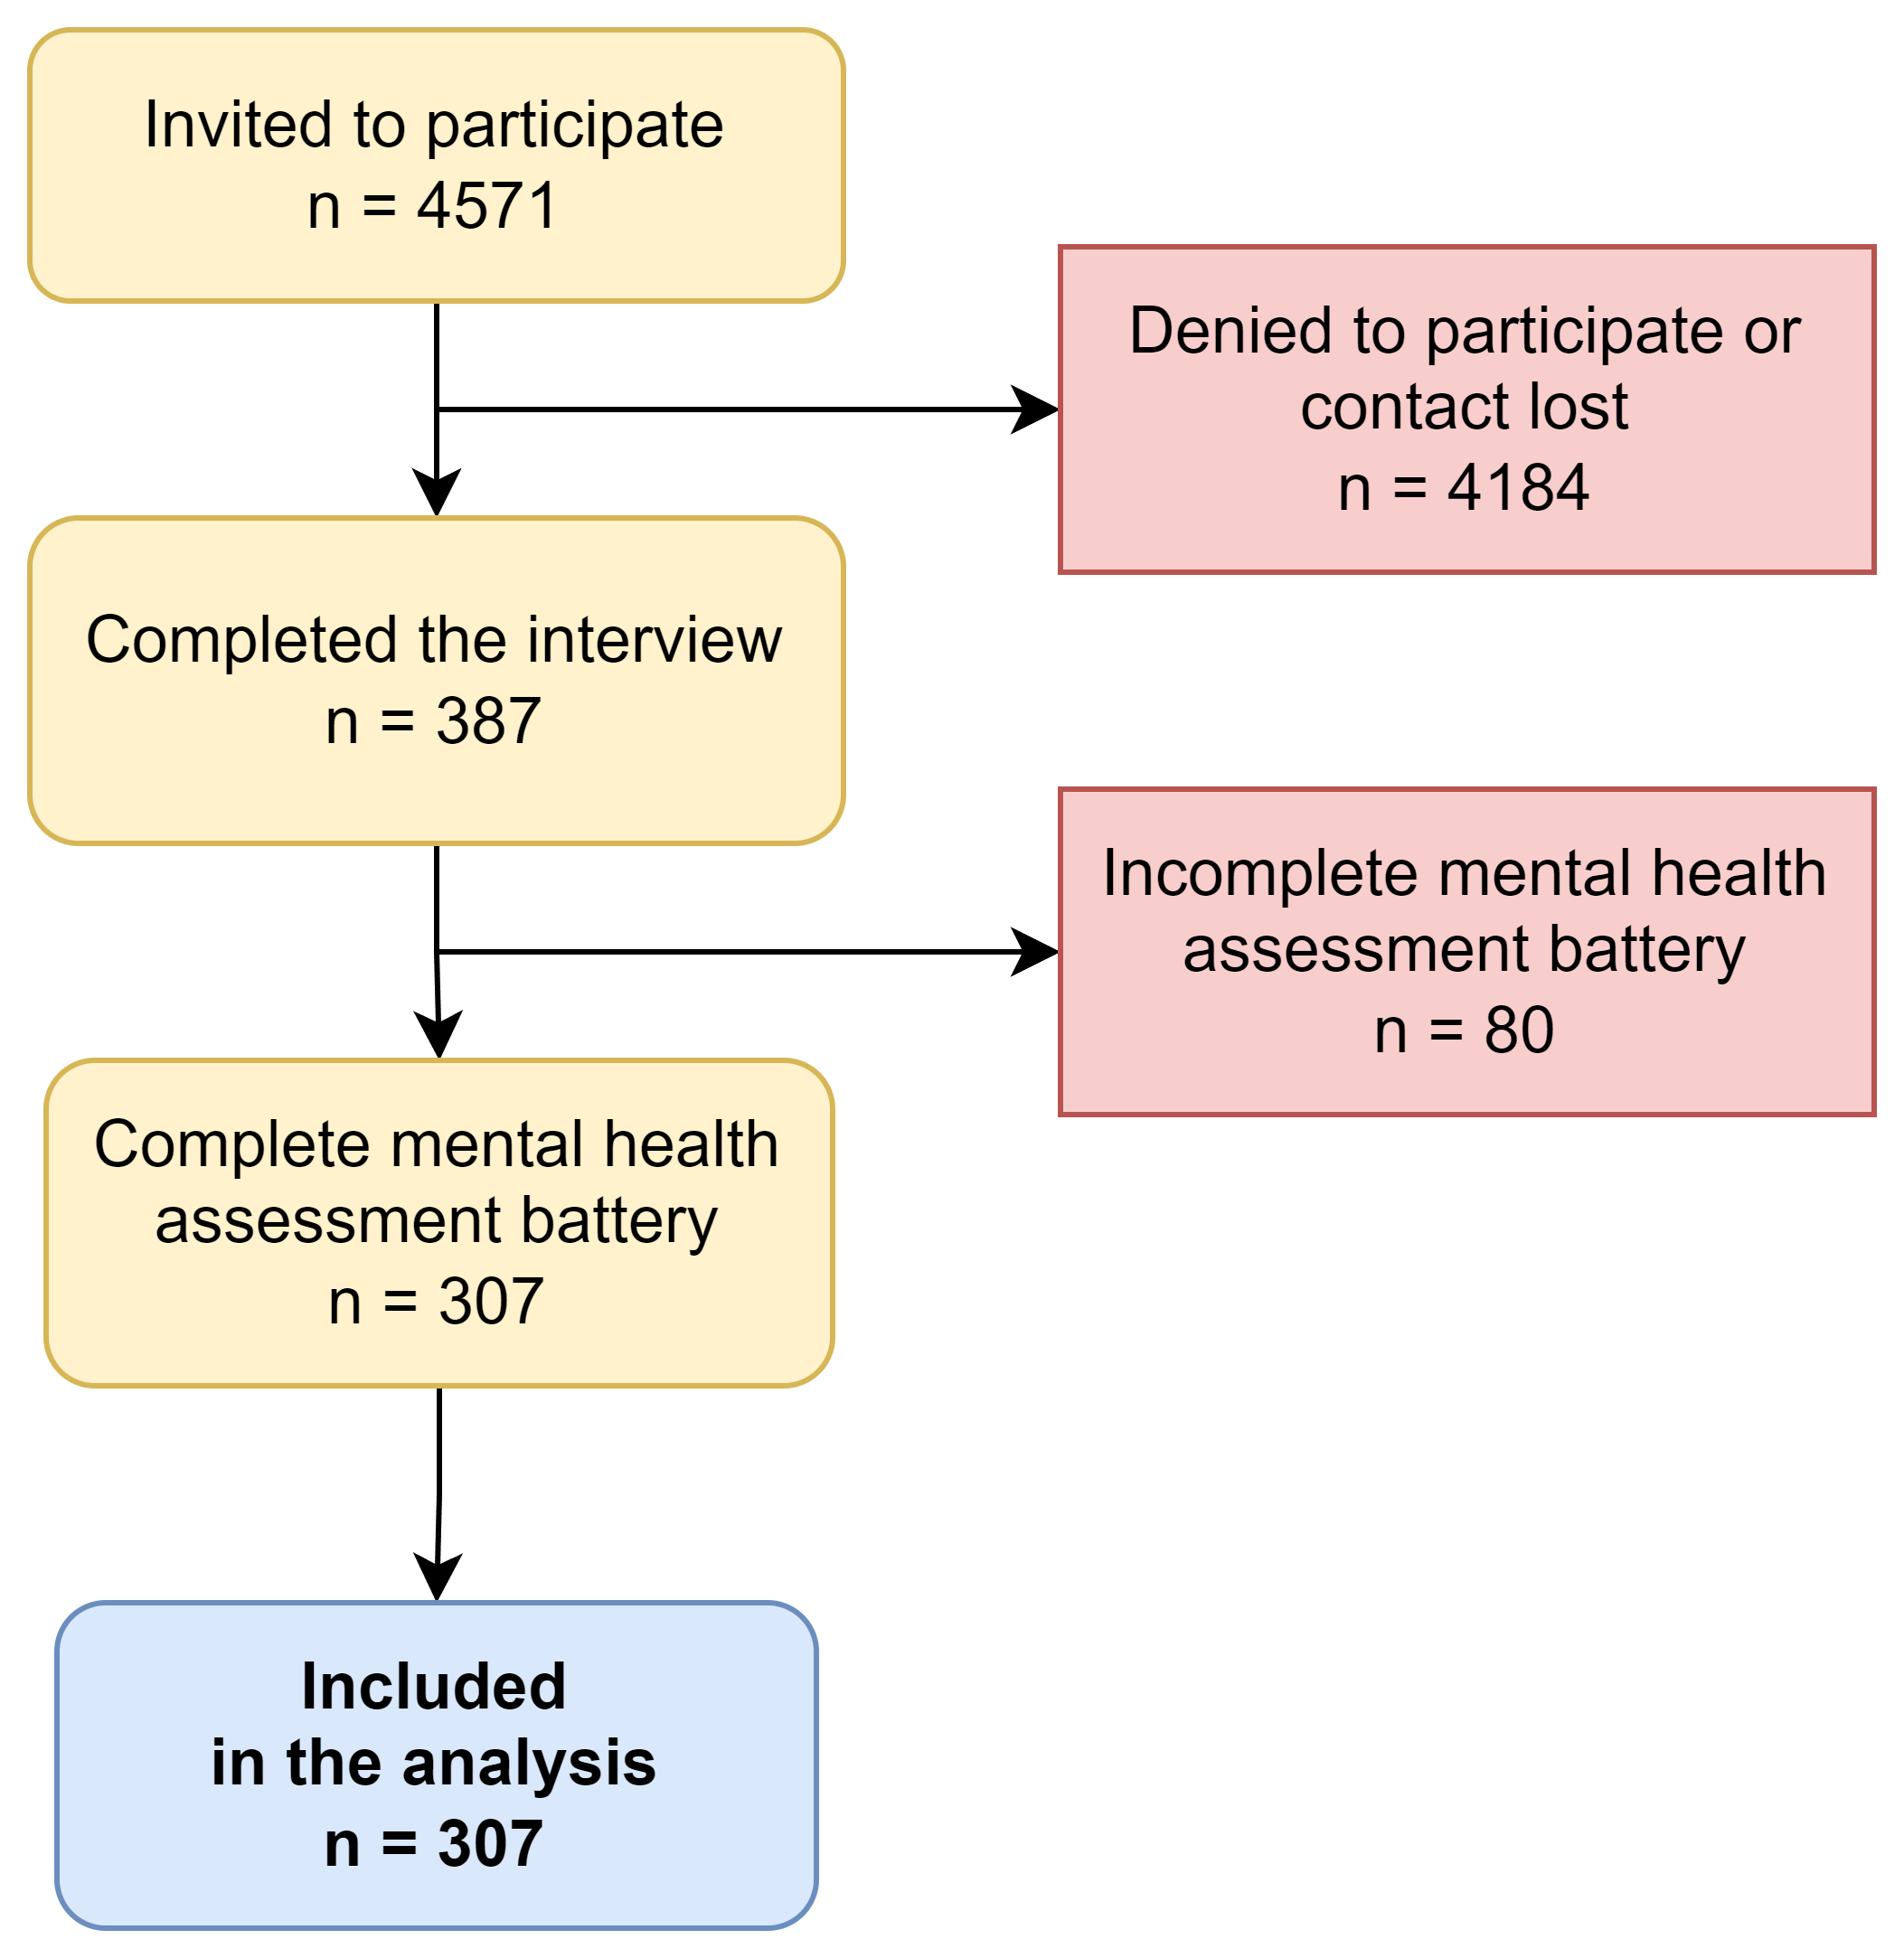 Invited to participate
n = 4571
Denied to participate or
contact lost
n = 4184
Completed the interview
n = 387
Incomplete mental health
assessment battery
n = 80
Complete mental health
assessment battery
n = 307
Included
in the analysis
n = 307